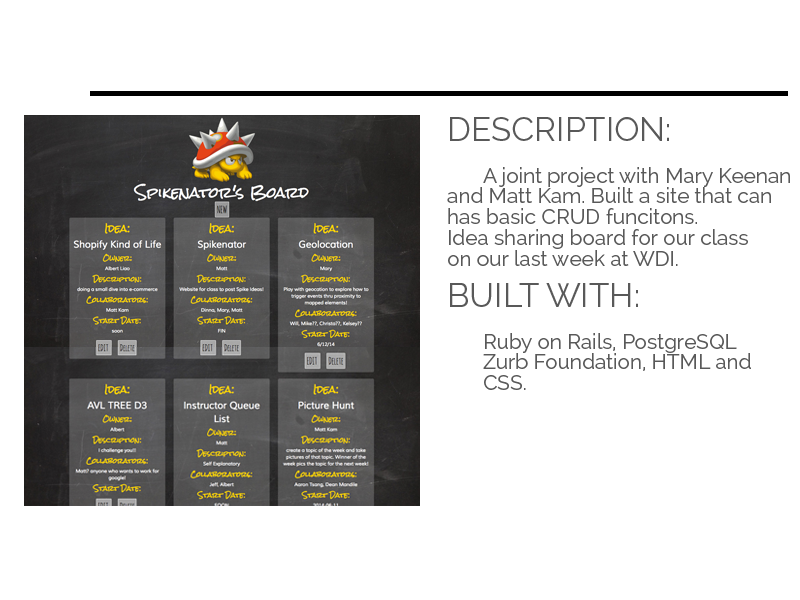 SPIKENATOR'S BOARD
NEW
IDEA:
Shopify Kind of Life
OWNER:
Albert Liao
DESCRIPTION:
doing a small dive into e-commerce
COLLABORATORS:
Matt Kam
START DATE:
soon
EDIT DELETE
IDEA:
Spikenator
OWNER:
Matt
DESCRIPTION:
Website for class to post Spike Ideas!
COLLABORATORS:
Dinna, Mary, Matt
START DATE:
FIN
EDIT DELETE
IDEA:
Geolocation
OWNER:
Mary
DESCRIPTION:
Play with geocation to explore how to
trigger events thru proximity to
mapped elements!
COLLABORATORS:
Will, Mike??, Christo??, Kelsey??
START DATE:
6/12/14
EDIT DELETE
IDEA:
AVL TREE D3
OWNER:
Albert
DESCRIPTION:
I challenge you!!
COLLABORATORS:
Matt? anyone who wants to work for
google!
START DATE:
EDIT DELETE
IDEA:
Instructor Queue
List
OWNER:
Matt
DESCRIPTION:
Self Explanatory
COLLABORATORS:
Jeff, Albert
START DATE:
SOON
IDEA:
Picture Hunt
OWNER:
Matt Kam
DESCRIPTION:
create a topic of the week and take
pictures of that topic. Winner of the
week pics the topic for the next week!
COLLABORATORS:
Aaron Tsang, Dean Mandile
START DATE:
2014-06-11
DESCRIPTION:
A joint project with Mary Keenan
and Matt Kam. Built a site that can
has basic CRUD funcitons.
Idea sharing board for our class
on our last week at WDI.
BUILT WITH:
Ruby on Rails, PostgreSQL
Zurb Foundation, HTML and
CSS.